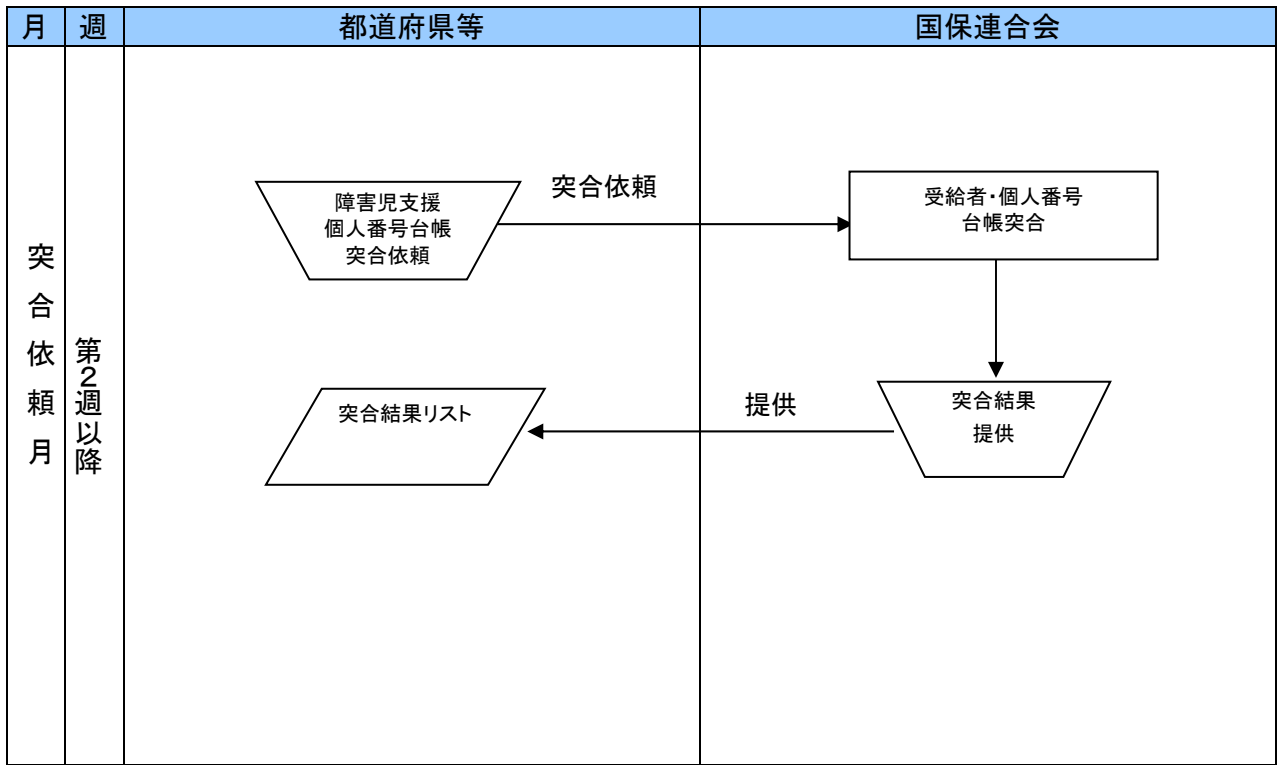 月
週
都道府県等
国保連合会
突合依頼月
第２週以降
障害児支援
個人番号台帳
突合依頼
突合依頼
受給者・個人番号
台帳突合
突合結果リスト
提供
突合結果
提供